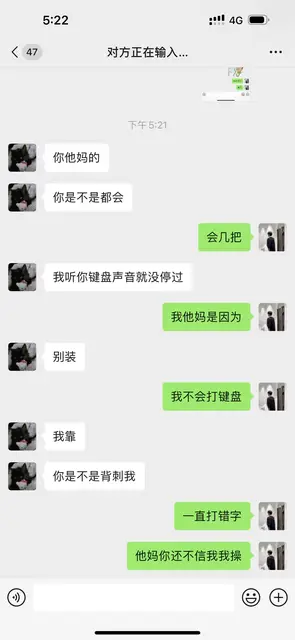 5:22
4G
47
对方正在输入...
下午5:21
你他妈的
你是不是都会
会几把
我听你键盘声音就没停过
我他妈是因为
别装
我不会打键盘
我靠
你是不是背刺我
一直打错字
他妈你还不信我我操